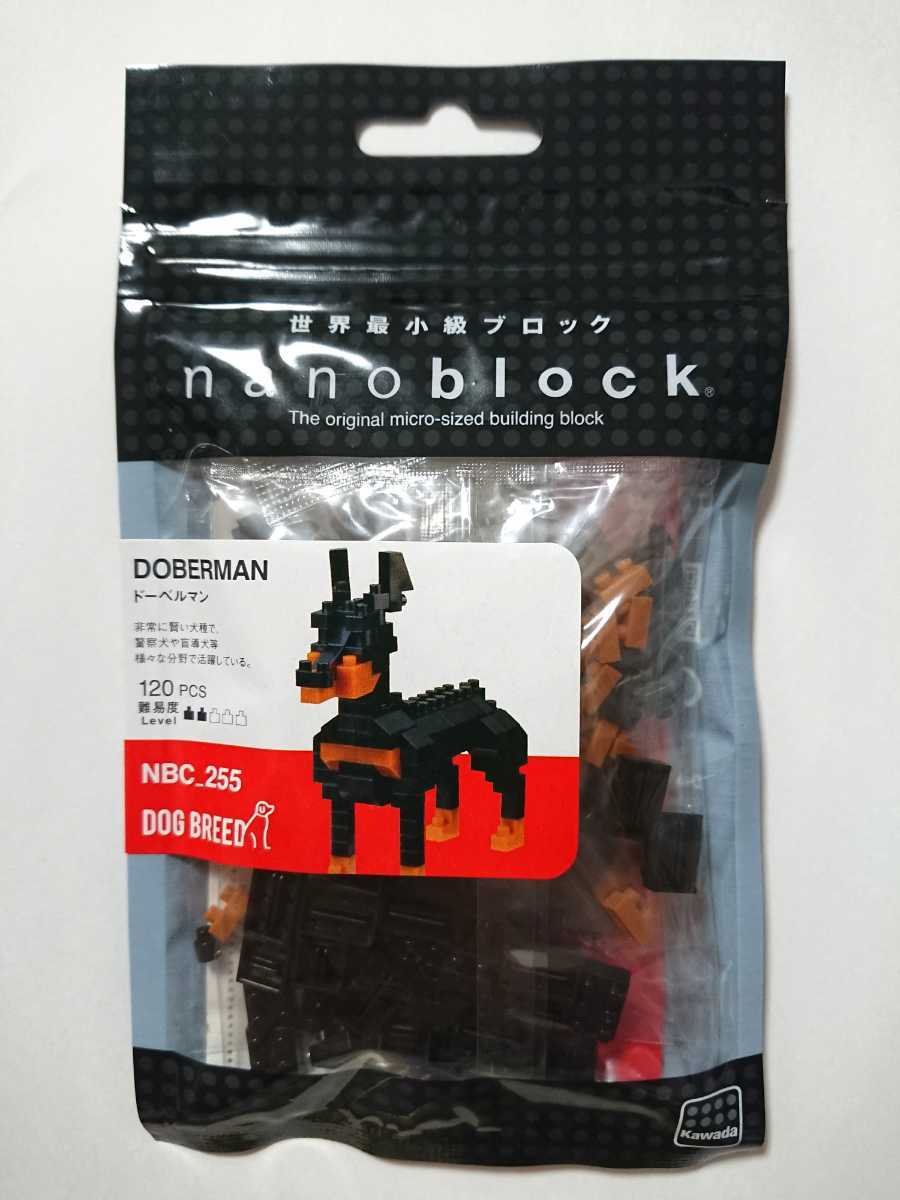 世界最小級ブロック
nanoblock®
The original micro-sized building block
DOBERMAN
ドーベルマン
非常に賢い犬種で、
警察犬や盲導犬等
様々な分野で活躍している。
120 PCS
難易度
Level
NBC_255
DOG BREED
Kawada